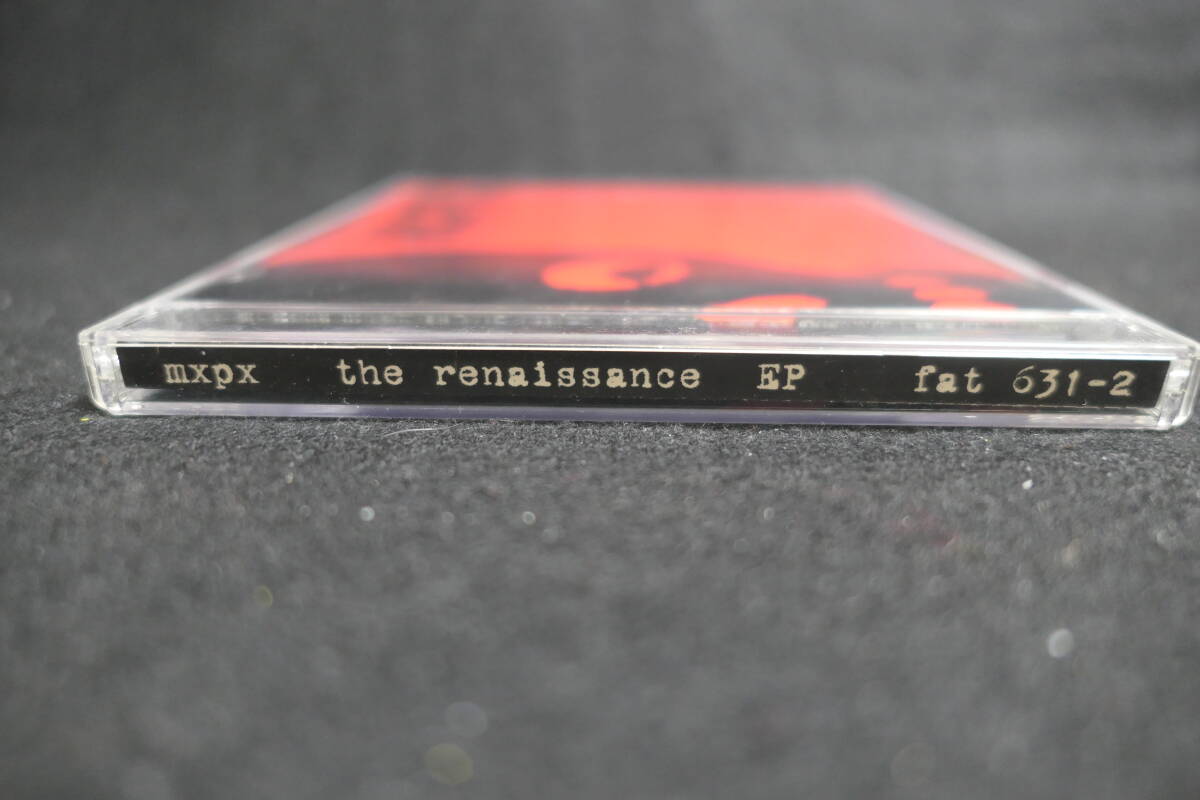 mxpx the renaissance EP fat 631-2